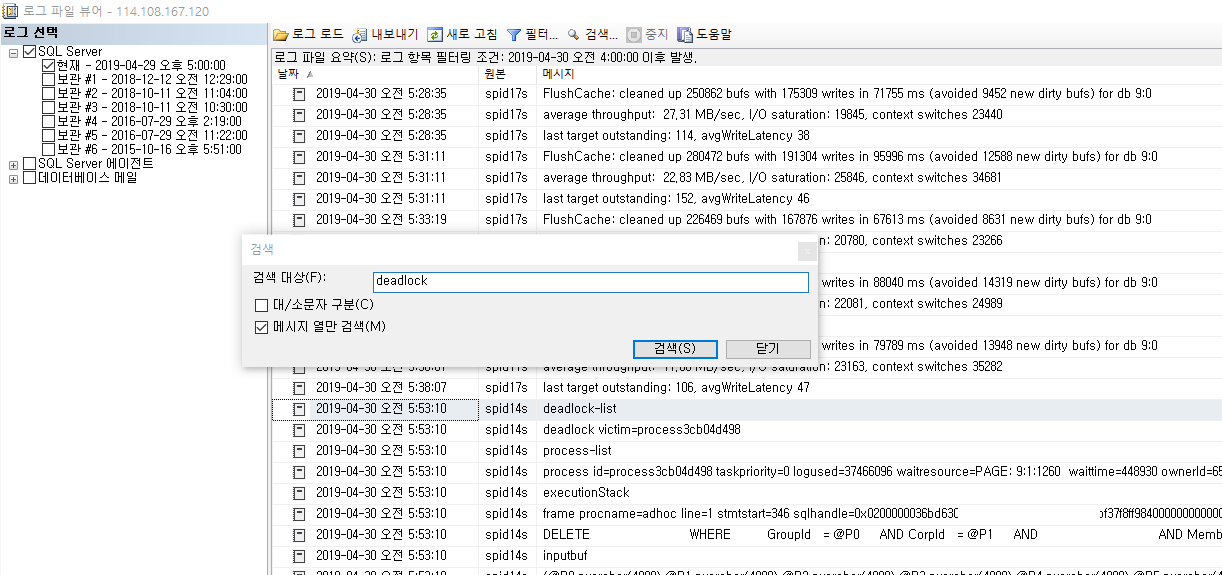 로그 파일 뷰어 - 114.108.167.120
로그 선택
SQL Server
현재 - 2019-04-29 오후 5:00:00
보관 #1 - 2018-12-12 오전 12:29:00
보관 #2 - 2018-10-11 오전 11:04:00
보관 #3 - 2018-10-11 오전 10:30:00
보관 #4 - 2016-07-29 오후 2:19:00
보관 #5 - 2016-07-29 오전 11:22:00
보관 #6 - 2015-10-16 오후 5:51:00
SQL Server 에이전트
데이터베이스 메일
로그 로드 내보내기 새로 고침 필터... 검색... 중지 도움말
로그 파일 요약(S): 로그 항목 필터링 조건: 2019-04-30 오전 4:00:00 이후 발생.
날짜 원본 메시지
2019-04-30 오전 5:28:35 spid17s FlushCache: cleaned up 250862 bufs with 175309 writes in 71755 ms (avoided 9452 new dirty bufs) for db 9:0
2019-04-30 오전 5:28:35 spid17s average throughput: 27,31 MB/sec, I/O saturation: 19845, context switches 23440
2019-04-30 오전 5:28:35 spid17s last target outstanding: 114, avgWriteLatency 38
2019-04-30 오전 5:31:11 spid17s FlushCache: cleaned up 280472 bufs with 191304 writes in 95996 ms (avoided 12588 new dirty bufs) for db 9:0
2019-04-30 오전 5:31:11 spid17s average throughput: 22,83 MB/sec, I/O saturation: 25846, context switches 34681
2019-04-30 오전 5:31:11 spid17s last target outstanding: 152, avgWriteLatency 46
2019-04-30 오전 5:33:19 spid17s FlushCache: cleaned up 226469 bufs with 167876 writes in 67613 ms (avoided 8631 new dirty bufs) for db 9:0
n: 20780, context switches 23266
writes in 88040 ms (avoided 14319 new dirty bufs) for db 9:0
n: 22081, context switches 24989
writes in 79789 ms (avoided 13948 new dirty bufs) for db 9:0
검색
검색 대상(F): deadlock
대/소문자 구분(C)
메시지 열만 검색(M)
검색(S) 닫기
n: 23163, context switches 35282
2019-04-30 오전 5:38:07 spid17s last target outstanding: 106, avgWriteLatency 47
2019-04-30 오전 5:53:10 spid14s deadlock-list
2019-04-30 오전 5:53:10 spid14s deadlock victim=process3cb04d498
2019-04-30 오전 5:53:10 spid14s process-list
2019-04-30 오전 5:53:10 spid14s process id=process3cb04d498 taskpriority=0 logused=37466096 waitresource=PAGE: 9:1:1260 waittime=448930 ownerId=65
2019-04-30 오전 5:53:10 spid14s executionStack
2019-04-30 오전 5:53:10 spid14s frame procname=adhoc line=1 stmtstart=346 sqlhandle=0x0200000036bd630 f37f8ff984000000000000
2019-04-30 오전 5:53:10 spid14s DELETE WHERE GroupId = @P0 AND CorpId = @P1 AND AND Memb
2019-04-30 오전 5:53:10 spid14s inputbuf